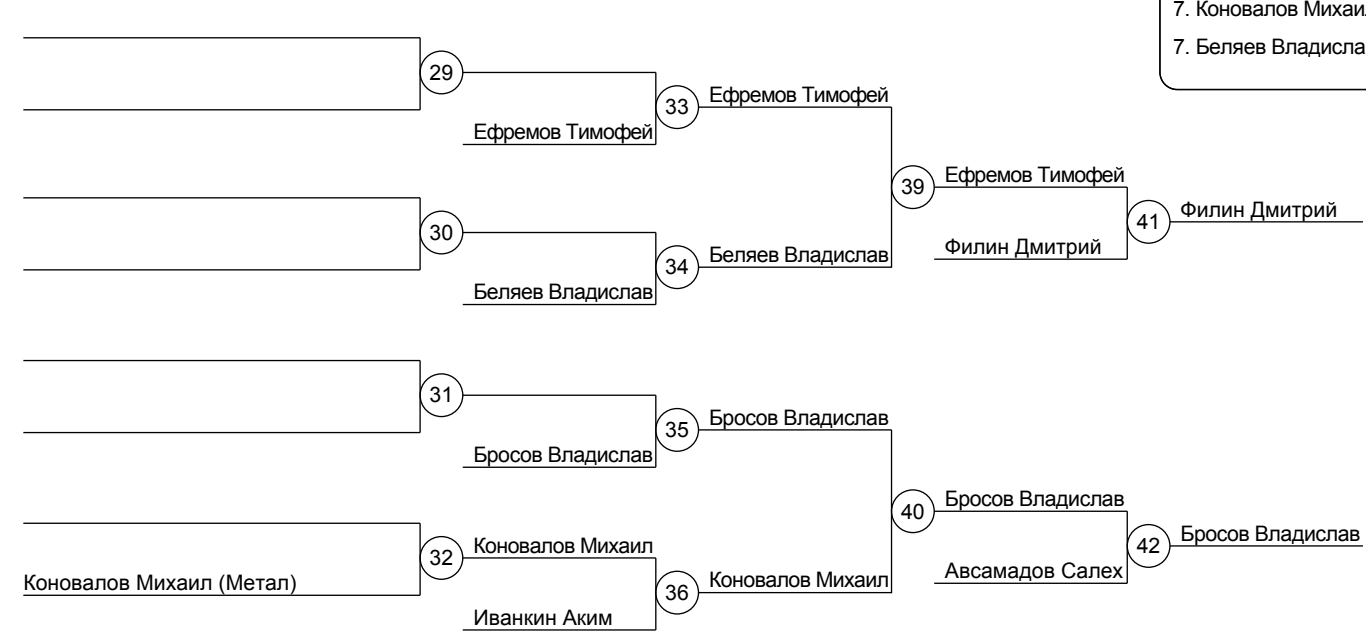 7. Коновалов Михаил
7. Беляев Владислав
29
33
Ефремов Тимофей
Ефремов Тимофей
39
Ефремов Тимофей
41
Филин Дмитрий
30
34
Беляев Владислав
Филин Дмитрий
Беляев Владислав
31
35
Бросов Владислав
Бросов Владислав
40
Бросов Владислав
42
Бросов Владислав
32
Коновалов Михаил
36
Коновалов Михаил
Авсамадов Салех
Коновалов Михаил (Метал)
Иванкин Аким